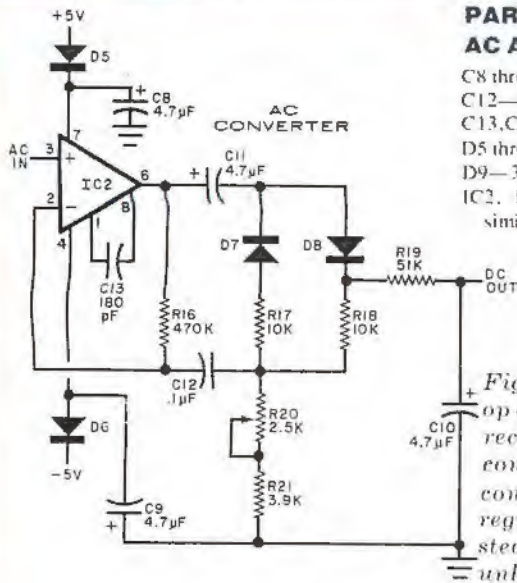 +5V
D5
+
C8
4.7µF
AC
CONVERTER
7
AC
IN
3
+
IC2
6
2
−
4
1
8
C13
180
pF
+
C11
4.7µF
D7
D8
R19
51K
DC
OUT
R16
470K
R17
10K
R18
10K
C12
.1µF
R20
2.5K
D6
−5V
C9
4.7µF
+
R21
3.9K
C10
4.7µF
+
PAR
AC A
C8 thr
C12—
C13,C
D5 thr
D9—3
IC2,
simi
Fig
op-
rec
con
con
reg
stea
unl